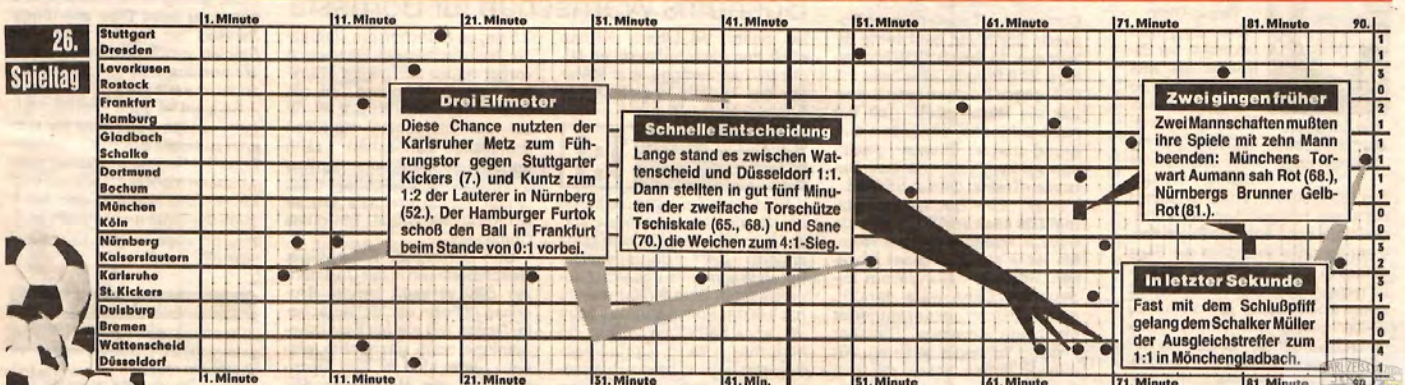 1. Minute 11. Minute 21. Minute 31. Minute 41. Minute 51. Minute 61. Minute 71. Minute 81. Minute 90.
26.
Spieltag
Stuttgart 1
Dresden 1
Leverkusen 3
Rostock 0
Frankfurt 2
Hamburg 1
Gladbach 1
Schalke 1
Dortmund 1
Bochum 1
München 0
Köln 0
Nürnberg 3
Kaiserslautern 2
Karlsruhe 3
St. Kickers 1
Duisburg 0
Bremen 0
Wattenscheid 4
Düsseldorf 1
Drei Elfmeter
Diese Chance nutzten der
Karlsruher Metz zum Füh-
rungstor gegen Stuttgarter
Kickers (7.) und Kuntz zum
1:2 der Lauterer in Nürnberg
(52.). Der Hamburger Furtok
schoß den Ball in Frankfurt
beim Stande von 0:1 vorbei.
Schnelle Entscheidung
Lange stand es zwischen Wat-
tenscheid und Düsseldorf 1:1.
Dann stellten in gut fünf Minu-
ten der zweifache Torschütze
Tschiskale (65., 68.) und Sane
(70.) die Weichen zum 4:1-Sieg.
Zwei gingen früher
Zwei Mannschaften mußten
ihre Spiele mit zehn Mann
beenden: Münchens Tor-
wart Aumann sah Rot (68.),
Nürnbergs Brunner Gelb-
Rot (81.).
In letzter Sekunde
Fast mit dem Schlußpfiff
gelang dem Schalker Müller
der Ausgleichstreffer zum
1:1 in Mönchengladbach.
1. Minute 11. Minute 21. Minute 31. Minute 41. Min. 51. Minute 61. Minute 71. Minute 81. Minute 90.